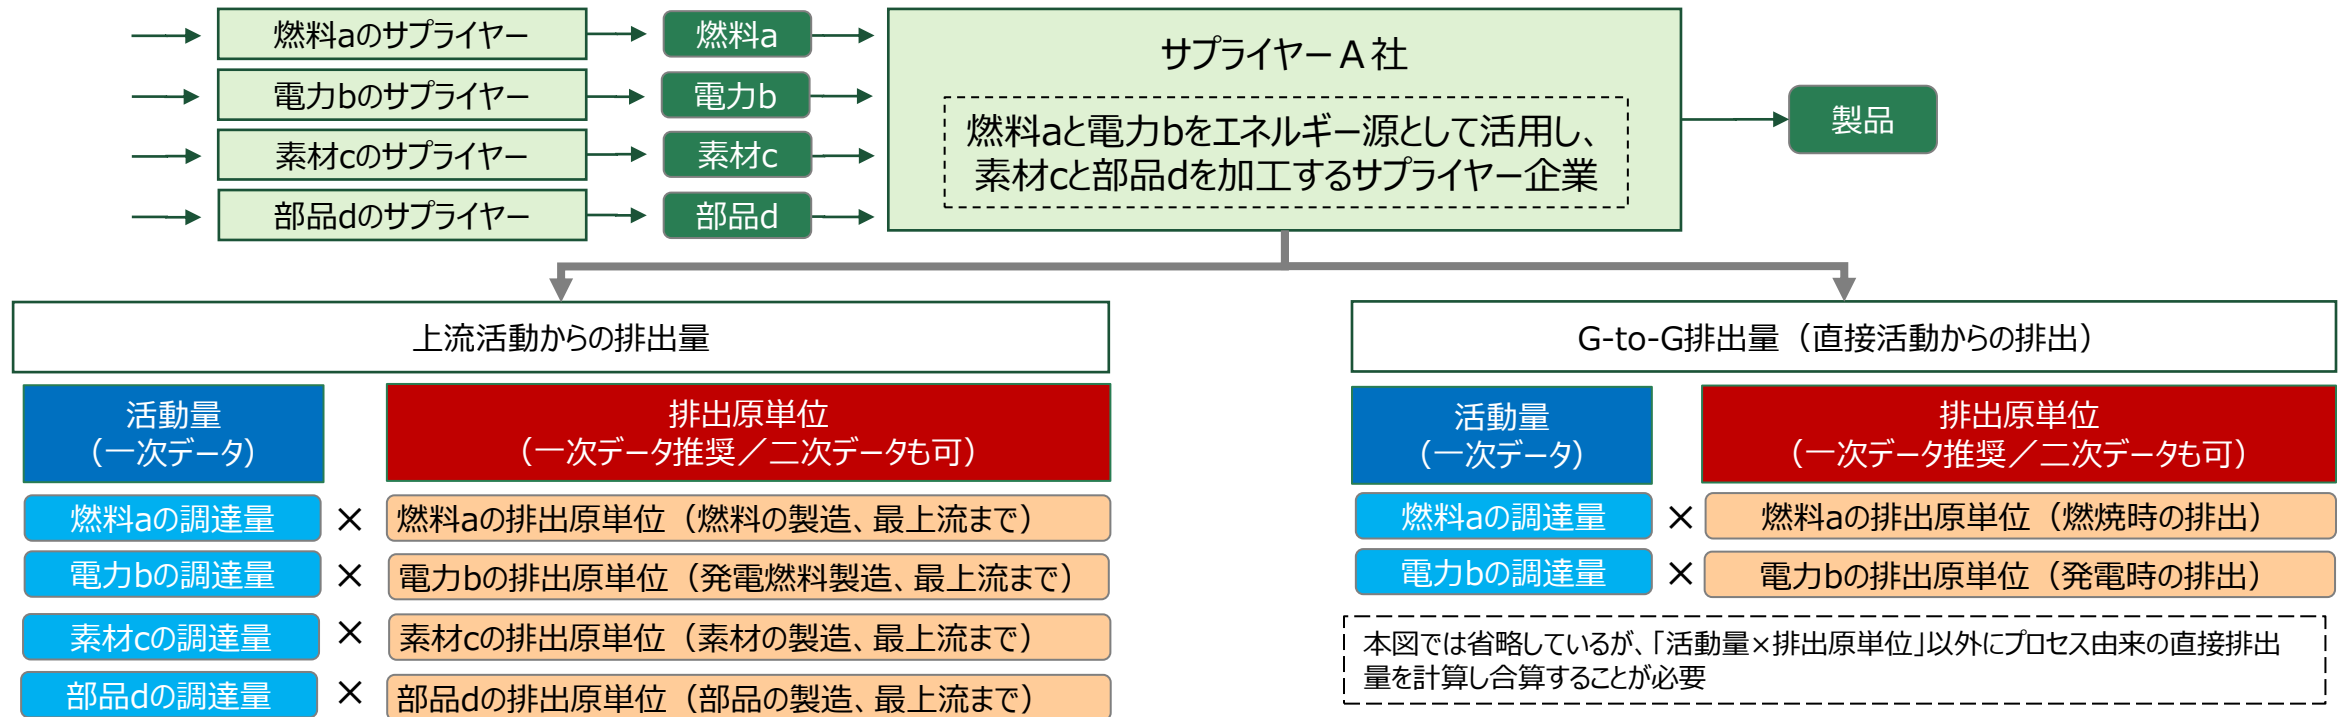 燃料aのサプライヤー
燃料a
電力bのサプライヤー
電力b
素材cのサプライヤー
素材c
部品dのサプライヤー
部品d
サプライヤーA社
燃料aと電力bをエネルギー源として活用し、
素材cと部品dを加工するサプライヤー企業
製品
上流活動からの排出量
活動量
（一次データ）
排出原単位
（一次データ推奨／二次データも可）
燃料aの調達量
×
燃料aの排出原単位（燃料の製造、最上流まで）
電力bの調達量
×
電力bの排出原単位（発電燃料製造、最上流まで）
素材cの調達量
×
素材cの排出原単位（素材の製造、最上流まで）
部品dの調達量
×
部品dの排出原単位（部品の製造、最上流まで）
G-to-G排出量（直接活動からの排出）
活動量
（一次データ）
排出原単位
（一次データ推奨／二次データも可）
燃料aの調達量
×
燃料aの排出原単位（燃焼時の排出）
電力bの調達量
×
電力bの排出原単位（発電時の排出）
本図では省略しているが、「活動量×排出原単位」以外にプロセス由来の直接排出
量を計算し合算することが必要